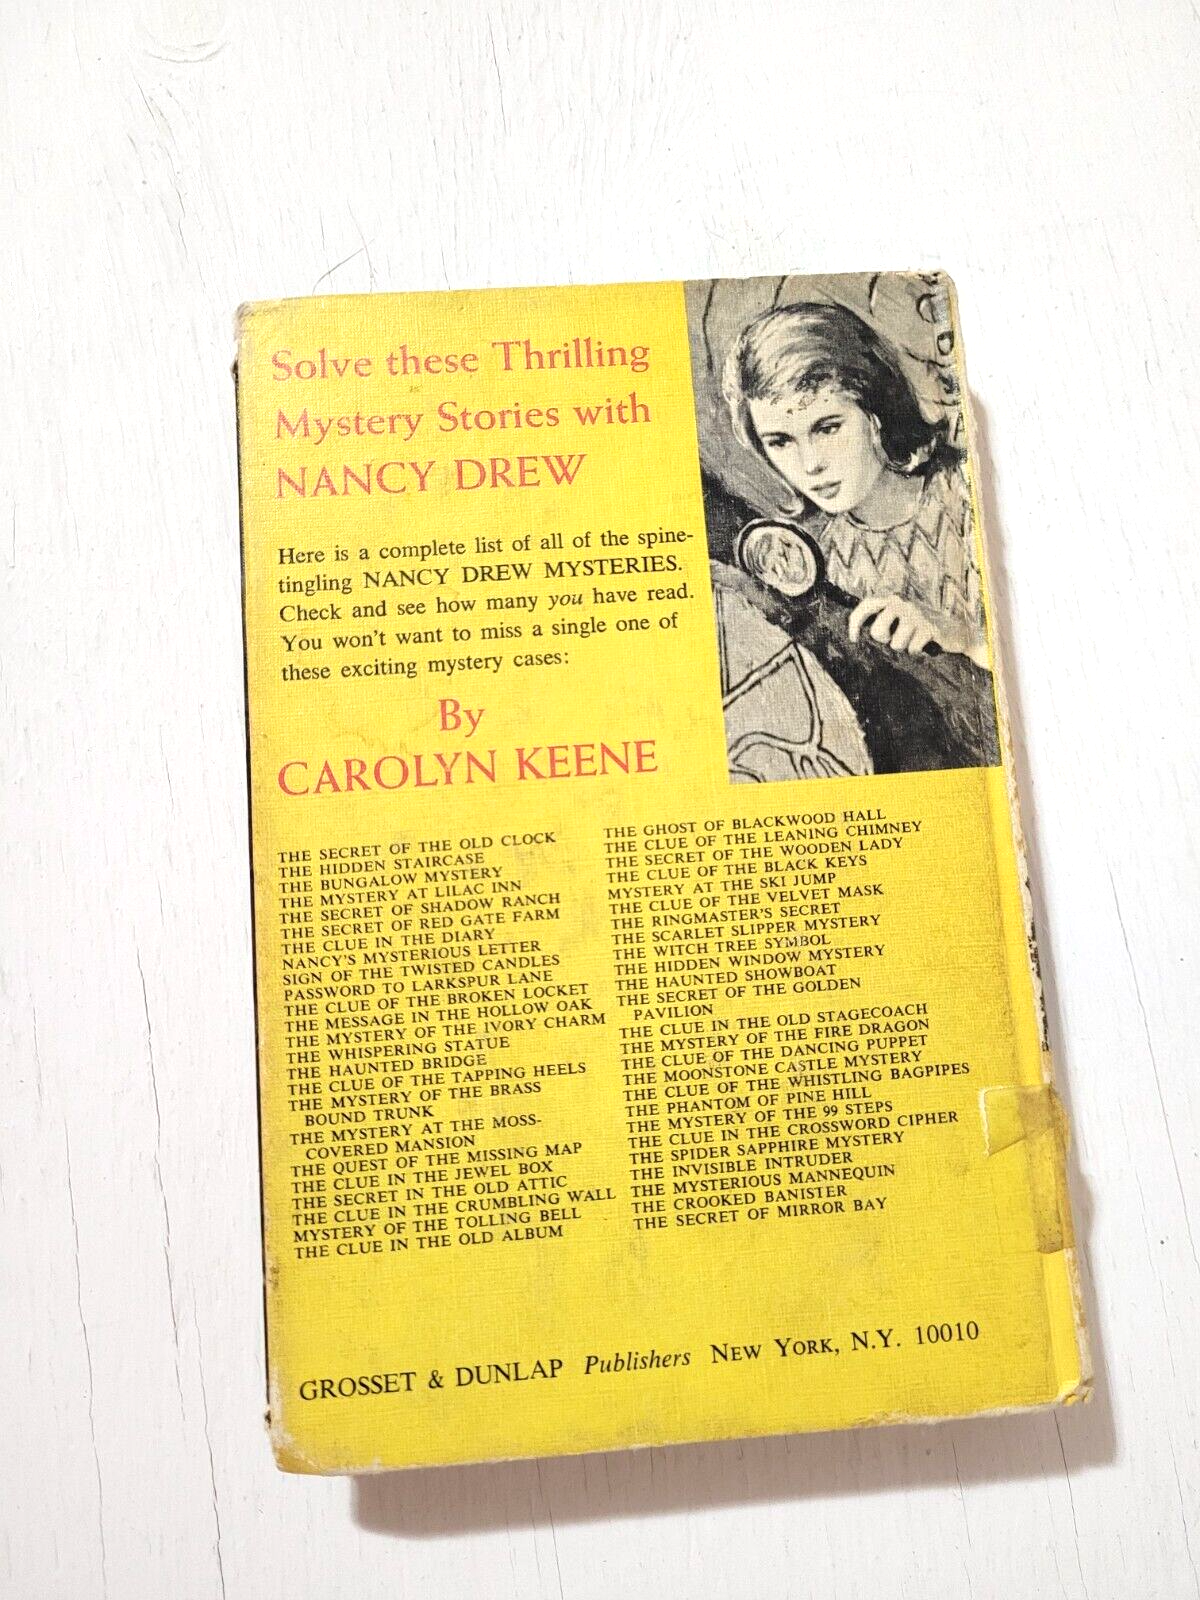 Solve these Thrilling
Mystery Stories with
NANCY DREW
Here is a complete list of all of the spine-
tingling NANCY DREW MYSTERIES.
Check and see how many you have read.
You won't want to miss a single one of
these exciting mystery cases:
By
CAROLYN KEENE
THE SECRET OF THE OLD CLOCK
THE HIDDEN STAIRCASE
THE BUNGALOW MYSTERY
THE MYSTERY AT LILAC INN
THE SECRET OF SHADOW RANCH
THE SECRET OF RED GATE FARM
THE CLUE IN THE DIARY
NANCY'S MYSTERIOUS LETTER
SIGN OF THE TWISTED CANDLES
PASSWORD TO LARKSPUR LANE
THE CLUE OF THE BROKEN LOCKET
THE MESSAGE IN THE HOLLOW OAK
THE MYSTERY OF THE IVORY CHARM
THE WHISPERING STATUE
THE HAUNTED BRIDGE
THE CLUE OF THE TAPPING HEELS
THE MYSTERY OF THE BRASS
BOUND TRUNK
THE MYSTERY AT THE MOSS-
COVERED MANSION
THE QUEST OF THE MISSING MAP
THE CLUE IN THE JEWEL BOX
THE SECRET IN THE OLD ATTIC
THE CLUE IN THE CRUMBLING WALL
MYSTERY OF THE TOLLING BELL
THE CLUE IN THE OLD ALBUM
THE GHOST OF BLACKWOOD HALL
THE CLUE OF THE LEANING CHIMNEY
THE SECRET OF THE WOODEN LADY
THE CLUE OF THE BLACK KEYS
MYSTERY AT THE SKI JUMP
THE CLUE OF THE VELVET MASK
THE RINGMASTER'S SECRET
THE SCARLET SLIPPER MYSTERY
THE WITCH TREE SYMBOL
THE HIDDEN WINDOW MYSTERY
THE HAUNTED SHOWBOAT
THE SECRET OF THE GOLDEN
PAVILION
THE CLUE IN THE OLD STAGECOACH
THE MYSTERY OF THE FIRE DRAGON
THE CLUE OF THE DANCING PUPPET
THE MOONSTONE CASTLE MYSTERY
THE CLUE OF THE WHISTLING BAGPIPES
THE PHANTOM OF PINE HILL
THE MYSTERY OF THE 99 STEPS
THE CLUE IN THE CROSSWORD CIPHER
THE SPIDER SAPPHIRE MYSTERY
THE INVISIBLE INTRUDER
THE MYSTERIOUS MANNEQUIN
THE CROOKED BANISTER
THE SECRET OF MIRROR BAY
GROSSET & DUNLAP Publishers NEW YORK, N.Y. 10010